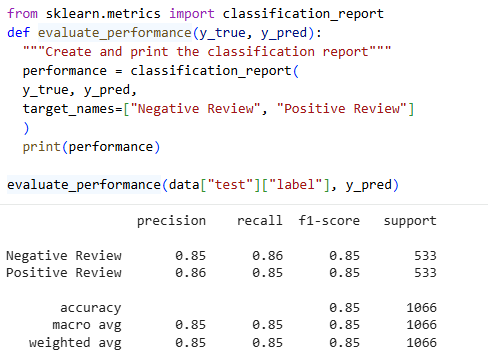 from sklearn.metrics import classification_report
def evaluate_performance(y_true, y_pred):
  """Create and print the classification report"""
  performance = classification_report(
  y_true, y_pred,
  target_names=["Negative Review", "Positive Review"]
  )
  print(performance)

evaluate_performance(data["test"]["label"], y_pred)
                 precision    recall  f1-score   support

Negative Review       0.85      0.86      0.85       533
Positive Review       0.86      0.85      0.85       533

       accuracy                           0.85      1066
      macro avg       0.85      0.85      0.85      1066
   weighted avg       0.85      0.85      0.85      1066